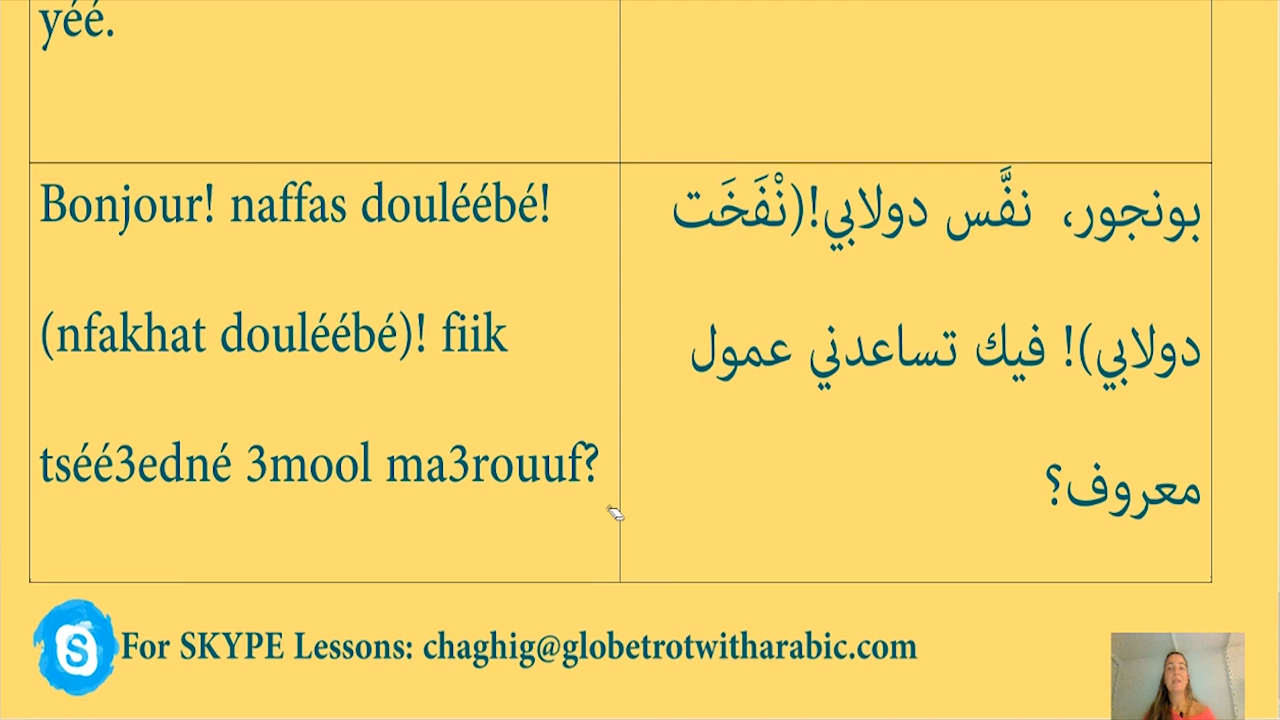 yéé.
Bonjour! naffas douléébé!
(nfakhat douléébé)! fiik
tséé3edné 3mool ma3rouuf?
بونجور، نفَّس دولابي!(نْفَخَت
دولابي)! فيك تساعدني عمول
معروف؟
For SKYPE Lessons: chaghig@globetrotwitharabic.com